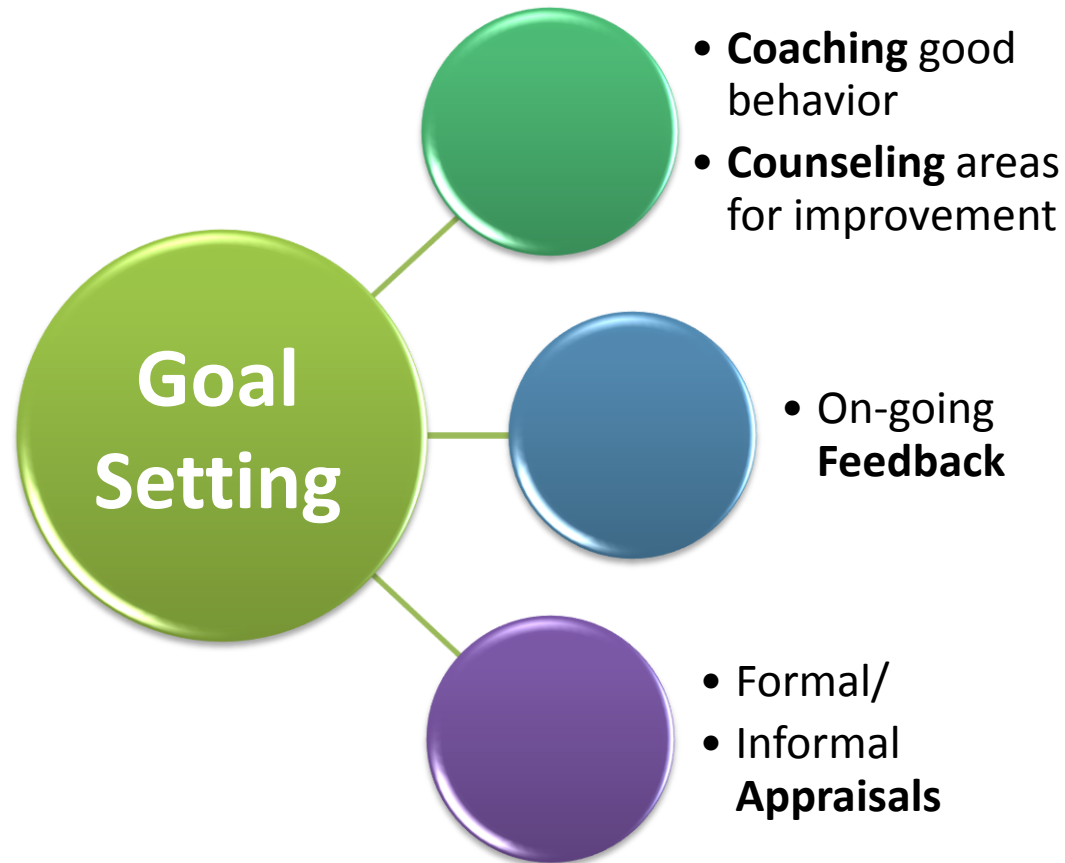 • Coaching good
behavior
• Counseling areas
for improvement
Goal
Setting
• On-going
Feedback
• Formal/
• Informal
Appraisals